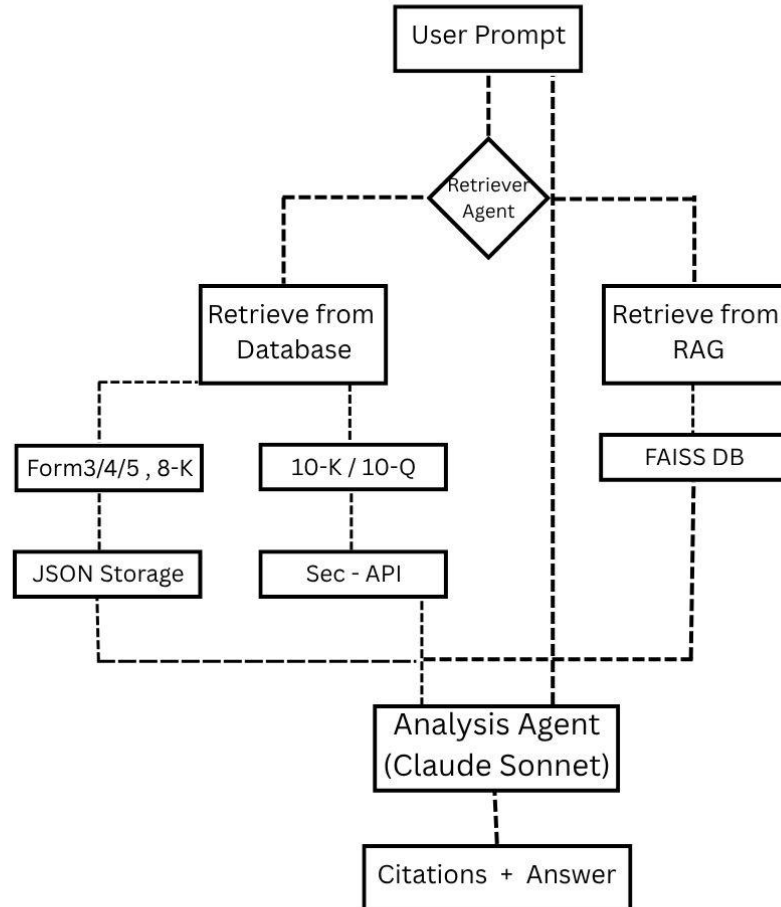 User Prompt
Retriever
Agent
Retrieve from
Database
Retrieve from
RAG
Form3/4/5 , 8-K
10-K / 10-Q
FAISS DB
JSON Storage
Sec - API
Analysis Agent
(Claude Sonnet)
Citations + Answer